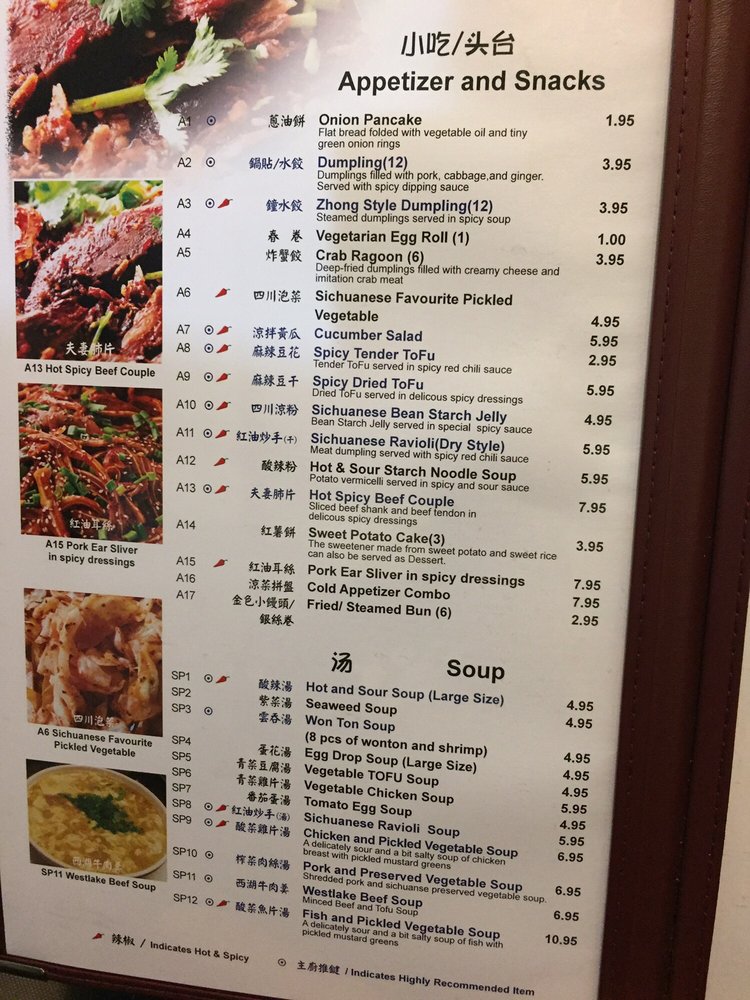 小吃/头台
Appetizer and Snacks
A1 蔥油餅 Onion Pancake 1.95
Flat bread folded with vegetable oil and tiny
green onion rings
A2 鍋貼/水餃 Dumpling(12) 3.95
Dumplings filled with pork, cabbage,and ginger.
Served with spicy dipping sauce
A3 鐘水餃 Zhong Style Dumpling(12) 3.95
Steamed dumplings served in spicy soup
A4 春卷 Vegetarian Egg Roll (1) 1.00
A5 炸蟹餃 Crab Ragoon (6) 3.95
Deep-fried dumplings filled with creamy cheese and
imitation crab meat
A6 四川泡菜 Sichuanese Favourite Pickled
Vegetable 4.95
A7 涼拌黃瓜 Cucumber Salad 5.95
A8 麻辣豆花 Spicy Tender ToFu 2.95
Tender ToFu served in spicy red chili sauce
A9 麻辣豆干 Spicy Dried ToFu 5.95
Dried ToFu served in delicous spicy dressings
A10 四川涼粉 Sichuanese Bean Starch Jelly 4.95
Bean Starch Jelly served in special spicy sauce
A11 紅油炒手(干) Sichuanese Ravioli(Dry Style) 5.95
Meat dumpling served with spicy red chili sauce
A12 酸辣粉 Hot & Sour Starch Noodle Soup 5.95
Potato vermicelli served in spicy and sour sauce
A13 夫妻肺片 Hot Spicy Beef Couple 7.95
Sliced beef shank and beef tendon in
delicous spicy dressings
A14 紅薯餅 Sweet Potato Cake(3) 3.95
The sweetener made from sweet potato and sweet rice
can also be served as Dessert.
A15 紅油耳絲 Pork Ear Sliver in spicy dressings 7.95
A16 涼菜拼盤 Cold Appetizer Combo 7.95
A17 金色小饅頭/ Fried/ Steamed Bun (6) 2.95
銀絲卷
夫妻肺片
A13 Hot Spicy Beef Couple
紅油耳絲
A15 Pork Ear Sliver
in spicy dressings
四川泡菜
A6 Sichuanese Favourite
Pickled Vegetable
西湖牛肉羹
SP11 Westlake Beef Soup
汤 Soup
SP1 酸辣湯 Hot and Sour Soup (Large Size) 4.95
SP2 紫菜湯 Seaweed Soup 4.95
SP3 雲吞湯 Won Ton Soup
(8 pcs of wonton and shrimp) 4.95
SP4 蛋花湯 Egg Drop Soup (Large Size) 4.95
SP5 青菜豆腐湯 Vegetable TOFU Soup 4.95
SP6 青菜雞片湯 Vegetable Chicken Soup 5.95
SP7 番茄蛋湯 Tomato Egg Soup 4.95
SP8 紅油炒手(湯) Sichuanese Ravioli Soup 5.95
SP9 酸菜雞片湯 Chicken and Pickled Vegetable Soup 6.95
A delicately sour and a bit salty soup of chicken
breast with pickled mustard greens
SP10 榨菜肉絲湯 Pork and Preserved Vegetable Soup 6.95
Shredded pork and sichuanse preserved vegetable soup.
SP11 西湖牛肉羹 Westlake Beef Soup 6.95
Minced Beef and Tofu Soup
SP12 酸菜魚片湯 Fish and Pickled Vegetable Soup 10.95
A delicately sour and a bit salty soup of fish with
pickled mustard greens
辣椒 / Indicates Hot & Spicy
主廚推鍵 / Indicates Highly Recommended Item